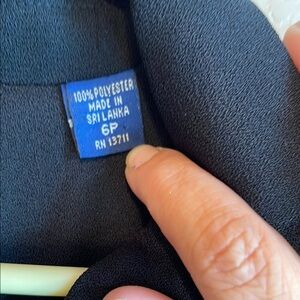 100% POLYESTER
MADE IN
SRI LANKA
6P
RN 13711